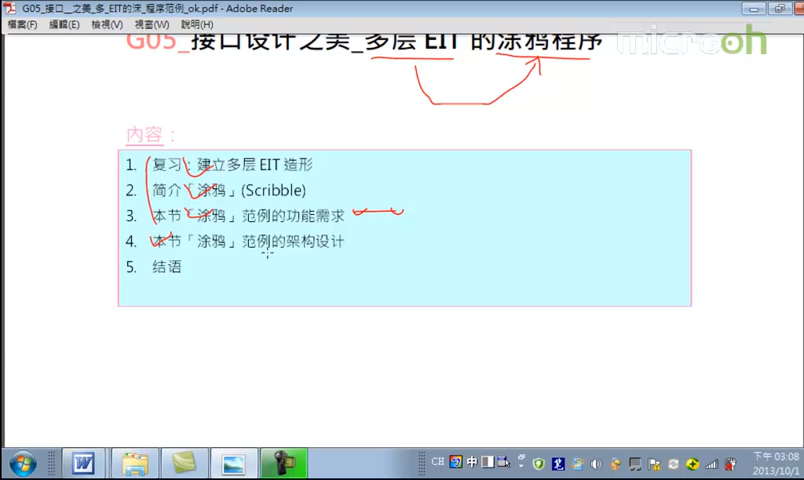 G05_接口__之美_多_EIT的沫_程序范例_ok.pdf - Adobe Reader
檔案(F) 編輯(E) 檢視(V) 視窗(W) 說明(H)
G05_接口设计之美_多层 EIT 的涂鸦程序
microoh
內容：
1. 复习：建立多层 EIT 造形
2. 简介「涂鸦」(Scribble)
3. 本节「涂鸦」范例的功能需求
4. 本节「涂鸦」范例的架构设计
5. 结语
CH 中
下午 03:08
2013/10/1